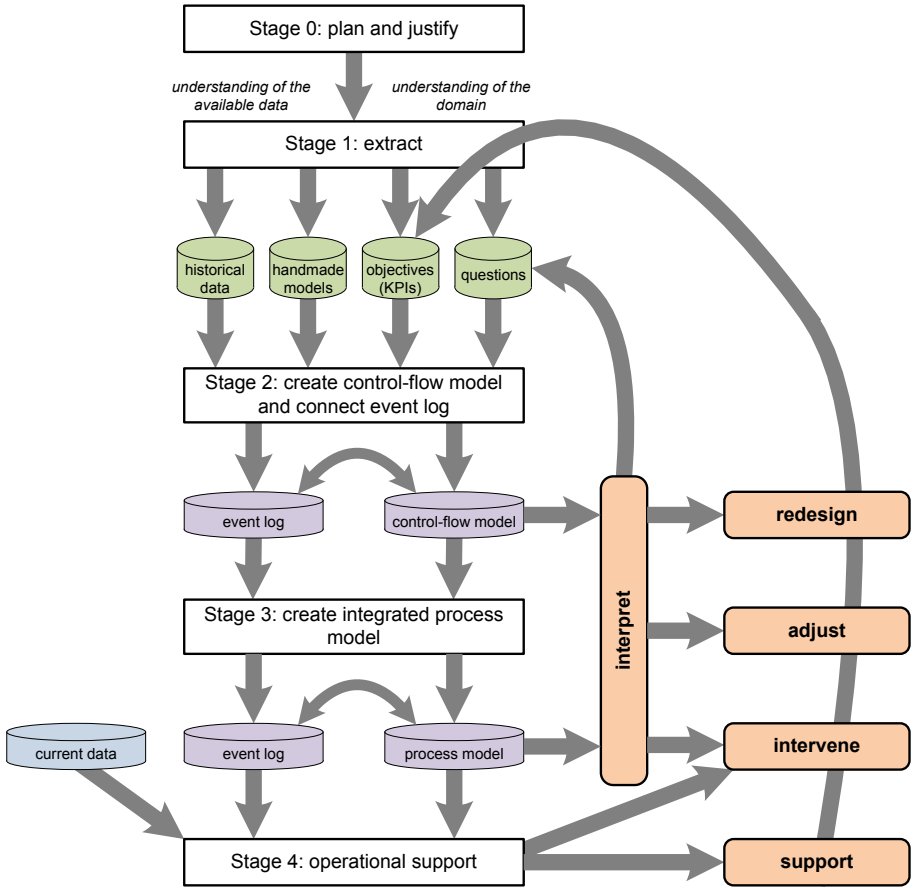 Stage 0: plan and justify
understanding of the
available data
understanding of the
domain
Stage 1: extract
historical
data
handmade
models
objectives
(KPIs)
questions
Stage 2: create control-flow model
and connect event log
event log
control-flow model
interpret
redesign
Stage 3: create integrated process
model
adjust
current data
event log
process model
intervene
Stage 4: operational support
support